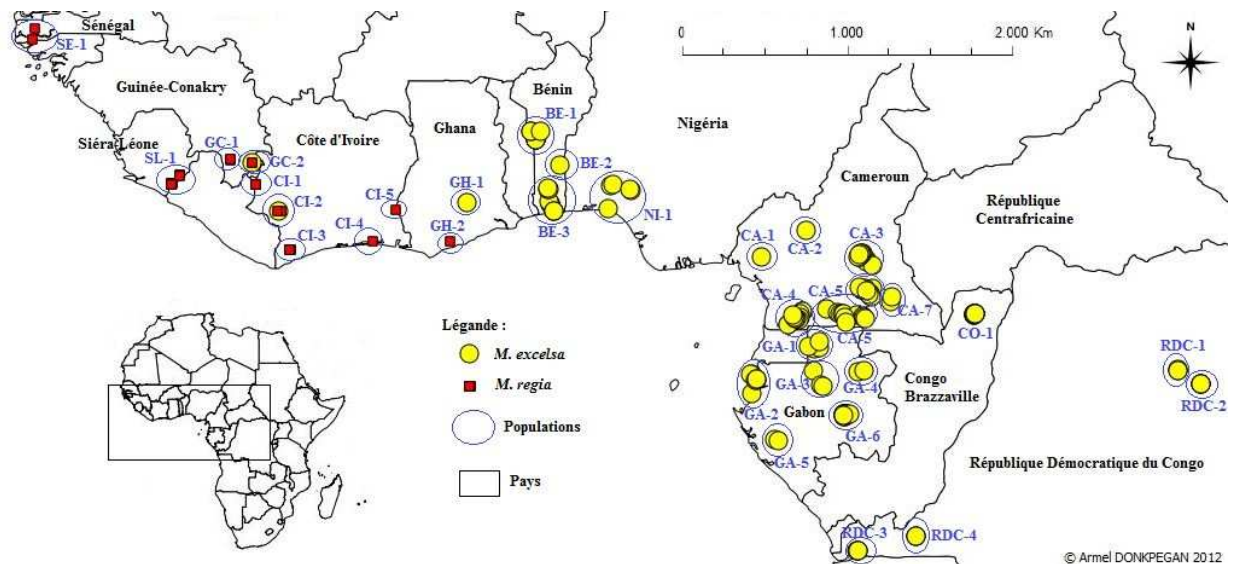 Sénégal
SE-1
0 1 000 2 000 Km
N
Guinée-Conakry
Bénin
BE-1
Nigéria
Siéra-Léone
GC-1
Côte d'Ivoire
Ghana
GC-2
BE-2
Cameroun
SL-1
CI-1
GH-1
République
Centrafricaine
CI-2
CI-5
NI-1
CI-3
CI-4
GH-2
BE-3
CA-1
CA-2
CA-3
CA-4
CA-5
CA-7
Légande :
M. excelsa
M. regia
Populations
Pays
GA-1
CA-5
CO-1
RDC-1
GA-3
GA-4
Congo
Brazzaville
RDC-2
GA-2
Gabon
GA-6
GA-5
République Démocratique du Congo
RDC-3
RDC-4
© Armel DONKPEGAN 2012